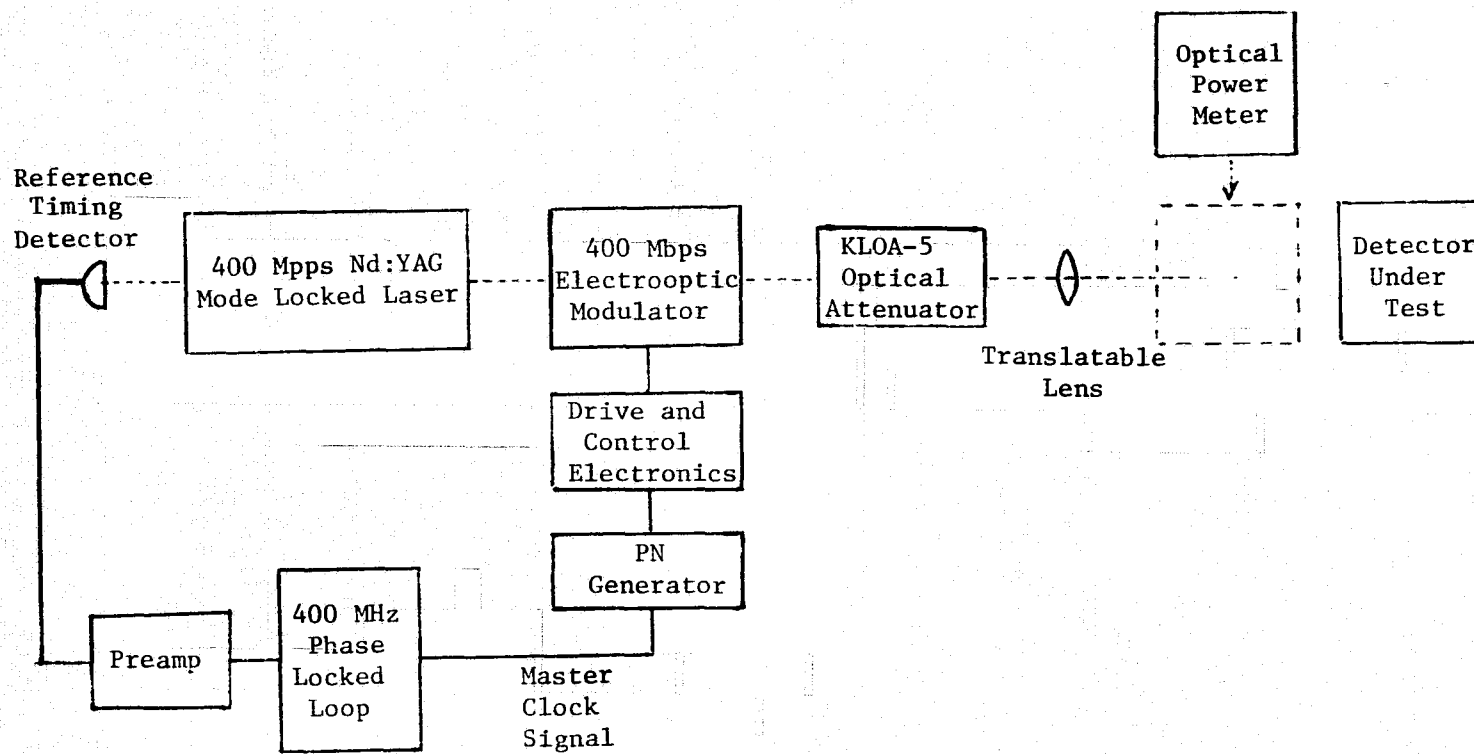 Optical
Power
Meter
Reference
Timing
Detector
400 Mpps Nd:YAG
Mode Locked Laser
400 Mbps
Electrooptic
Modulator
KLOA-5
Optical
Attenuator
Translatable
Lens
Detector
Under
Test
Drive and
Control
Electronics
PN
Generator
Preamp
400 MHz
Phase
Locked
Loop
Master
Clock
Signal